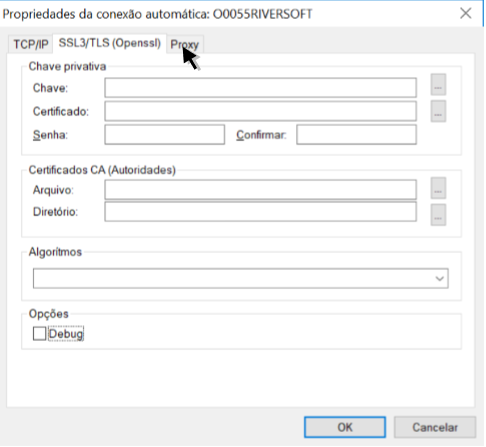 Propriedades da conexão automática: O0055RIVERSOFT
TCP/IP SSL3/TLS (Openssl) Proxy
Chave privativa
Chave:
...
Certificado:
...
Senha: Confirmar:
Certificados CA (Autoridades)
Arquivo:
...
Diretório:
...
Algorítmos
Opções
Debug
OK Cancelar